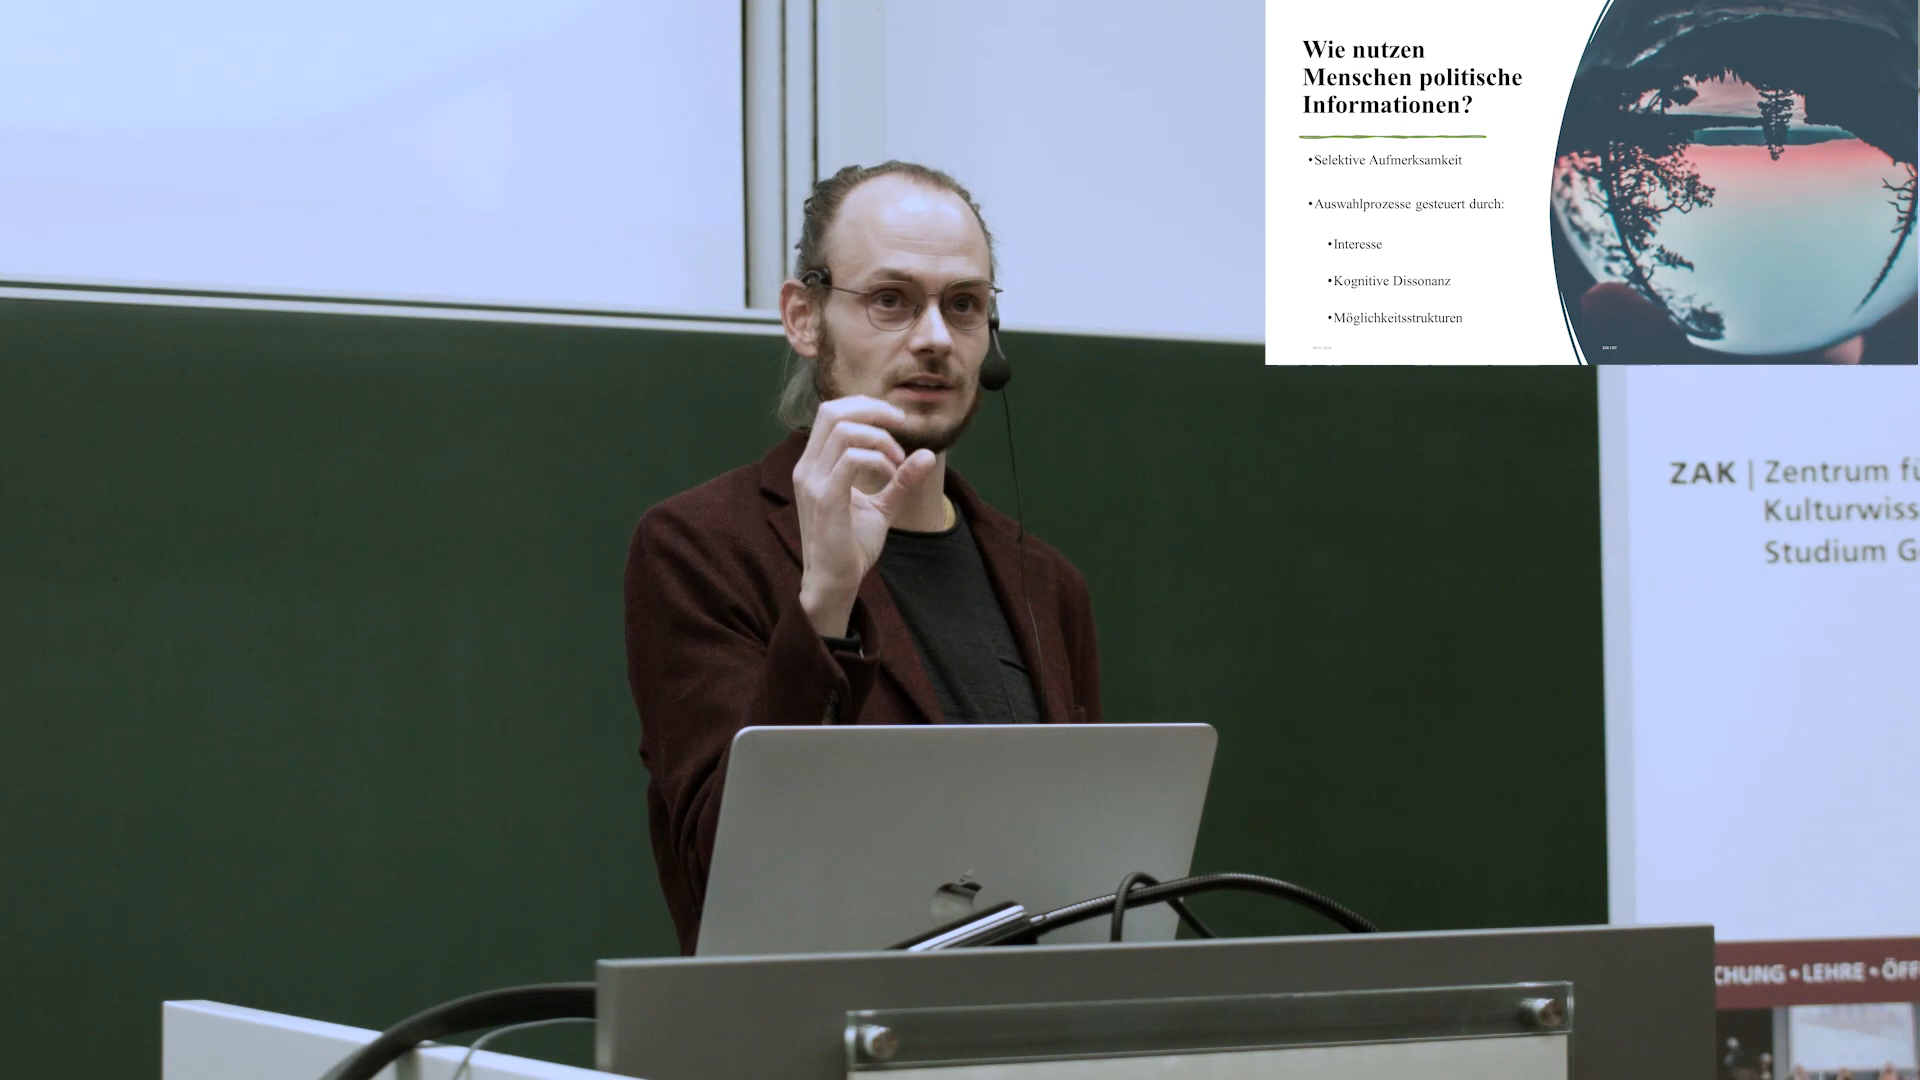 Wie nutzen
Menschen politische
Informationen?
•Selektive Aufmerksamkeit
•Auswahlprozesse gesteuert durch:
•Interesse
•Kognitive Dissonanz
•Möglichkeitsstrukturen
ZAK | Zentrum fü
Kulturwiss
Studium G
CHUNG • LEHRE • ÖFF